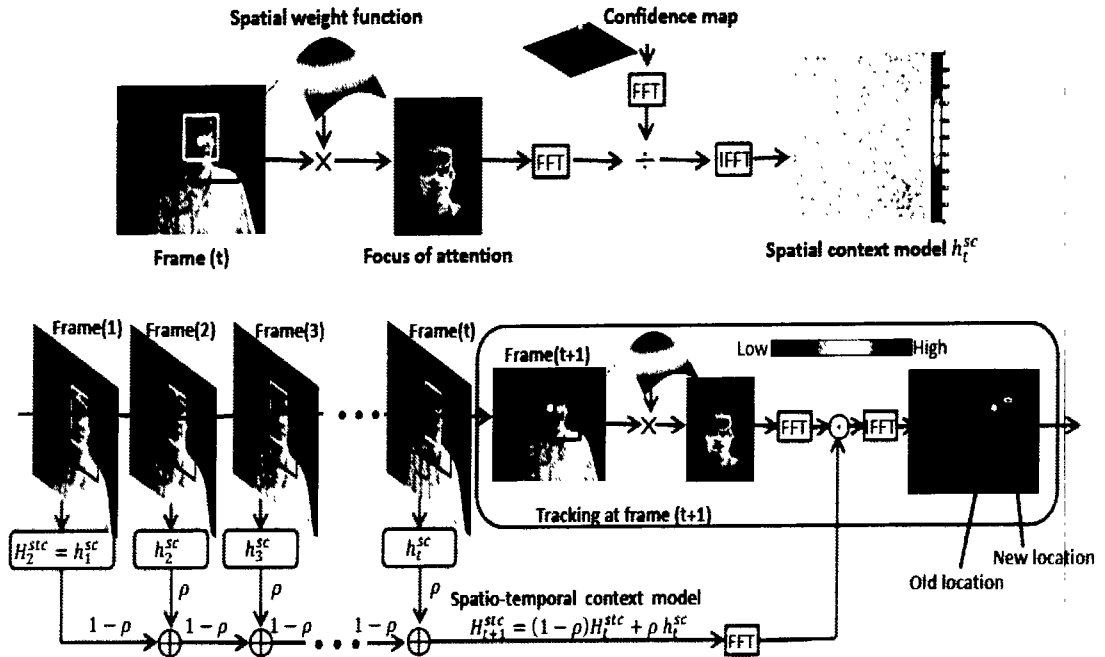 Spatial weight function
Confidence map
FFT
×
FFT
÷
IFFT
Frame (t)
Focus of attention
Spatial context model h_t^{sc}
Frame(1)
Frame(2)
Frame(3)
Frame(t)
Frame(t+1)
Low
High
×
FFT
IFFT
Tracking at frame (t+1)
New location
Old location
H_2^{stc} = h_1^{sc}
h_2^{sc}
h_3^{sc}
h_t^{sc}
ρ
ρ
ρ
Spatio-temporal context model
1 − ρ
1 − ρ
1 − ρ
1 − ρ
H_{t+1}^{stc} = (1 − ρ)H_t^{stc} + ρ h_t^{sc}
FFT